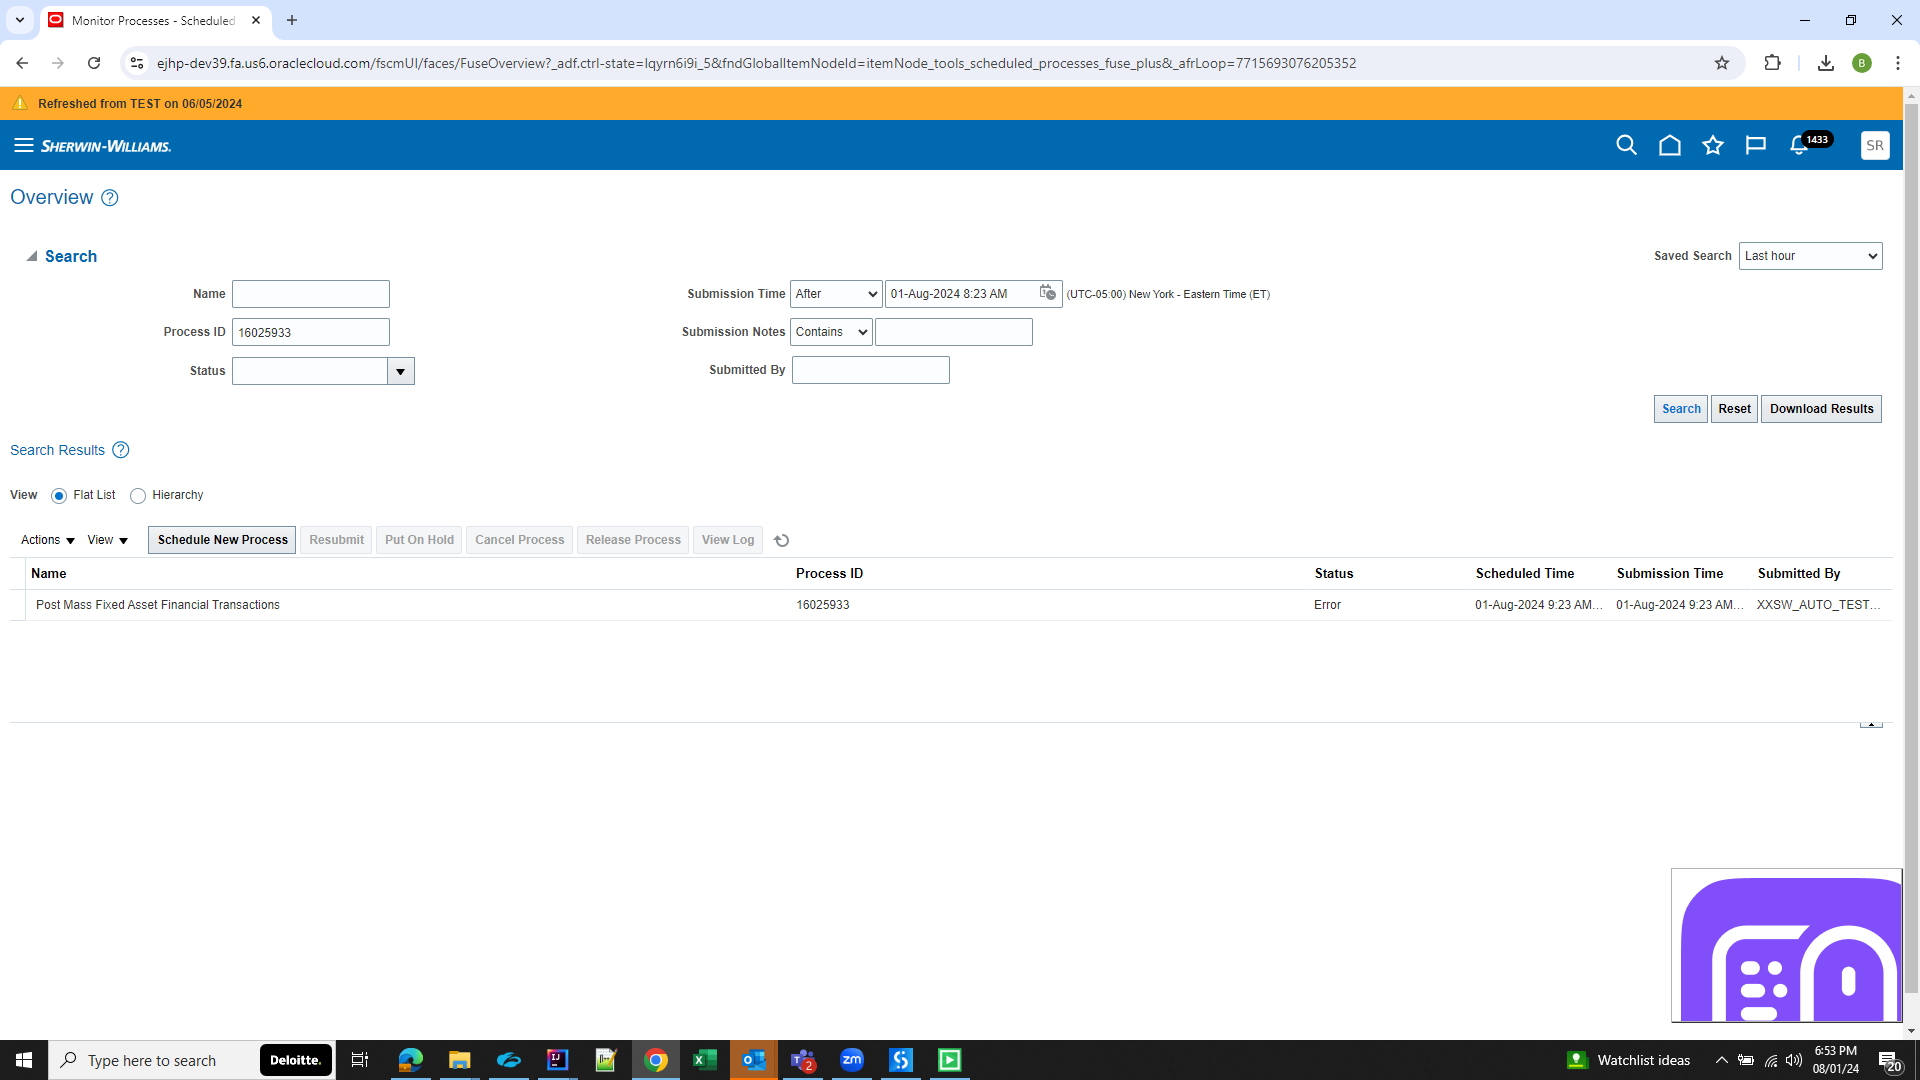 Monitor Processes - Scheduled
ejhp-dev39.fa.us6.oraclecloud.com/fscmUI/faces/FuseOverview?_adf.ctrl-state=lqyrn6i9i_5&fndGlobalItemNodeId=itemNode_tools_scheduled_processes_fuse_plus&_afrLoop=7715693076205352
B
Refreshed from TEST on 06/05/2024
SHERWIN-WILLIAMS.
1433
SR
Overview
Search
Saved Search Last hour
Name
Submission Time After 01-Aug-2024 8:23 AM (UTC-05:00) New York - Eastern Time (ET)
Process ID 16025933
Submission Notes Contains
Status
Submitted By
Search Reset Download Results
Search Results
View Flat List Hierarchy
Actions View Schedule New Process Resubmit Put On Hold Cancel Process Release Process View Log
Name Process ID Status Scheduled Time Submission Time Submitted By
Post Mass Fixed Asset Financial Transactions 16025933 Error 01-Aug-2024 9:23 AM... 01-Aug-2024 9:23 AM... XXSW_AUTO_TEST...
Type here to search
Deloitte.
2
zm
Watchlist ideas
6:53 PM
08/01/24
20